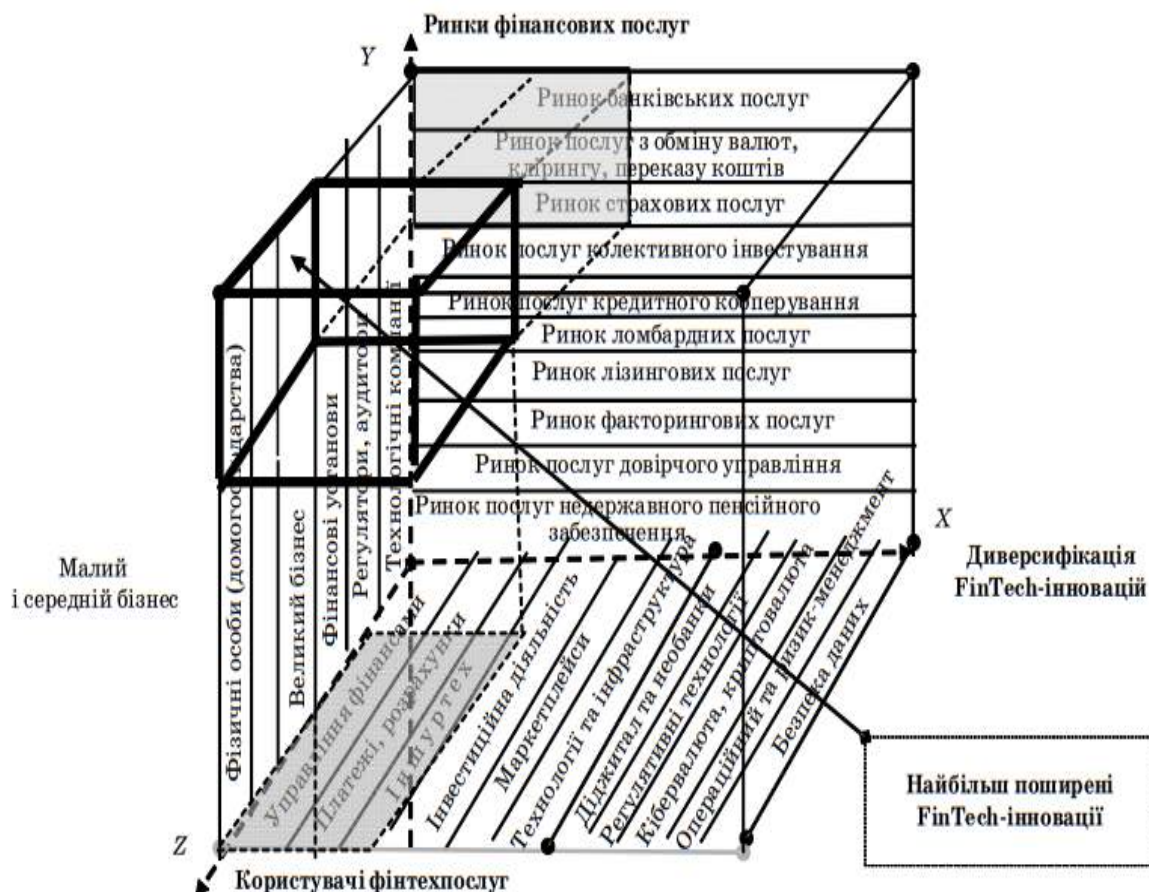 Ринки фінансових послуг
Y
Ринок банківських послуг
Ринок послуг з обміну валют,
клірингу, переказу коштів
Ринок страхових послуг
Ринок послуг колективного інвестування
Ринок послуг кредитного кооперування
Ринок ломбардних послуг
Ринок лізингових послуг
Ринок факторингових послуг
Ринок послуг довірчого управління
Ринок послуг недержавного пенсійного
забезпечення
X
Диверсифікація
FinTech-інновацій
Малий
і середній бізнес
Фізичні особи (домогосподарства)
Великий бізнес
Фінансові установи
Регулятори, аудитори
Технологічні компанії
Управління фінансами
Платежі, розрахунки
Іншуртех
Інвестиційна діяльність
Маркетплейси
Технології та інфраструктура
Діджитал та необанки
Регулятивні технології
Кібервалюта, криптовалюта
Операційний та ризик-менеджмент
Безпека даних
Найбільш поширені
FinTech-інновації
Z
Користувачі фінтехпослуг